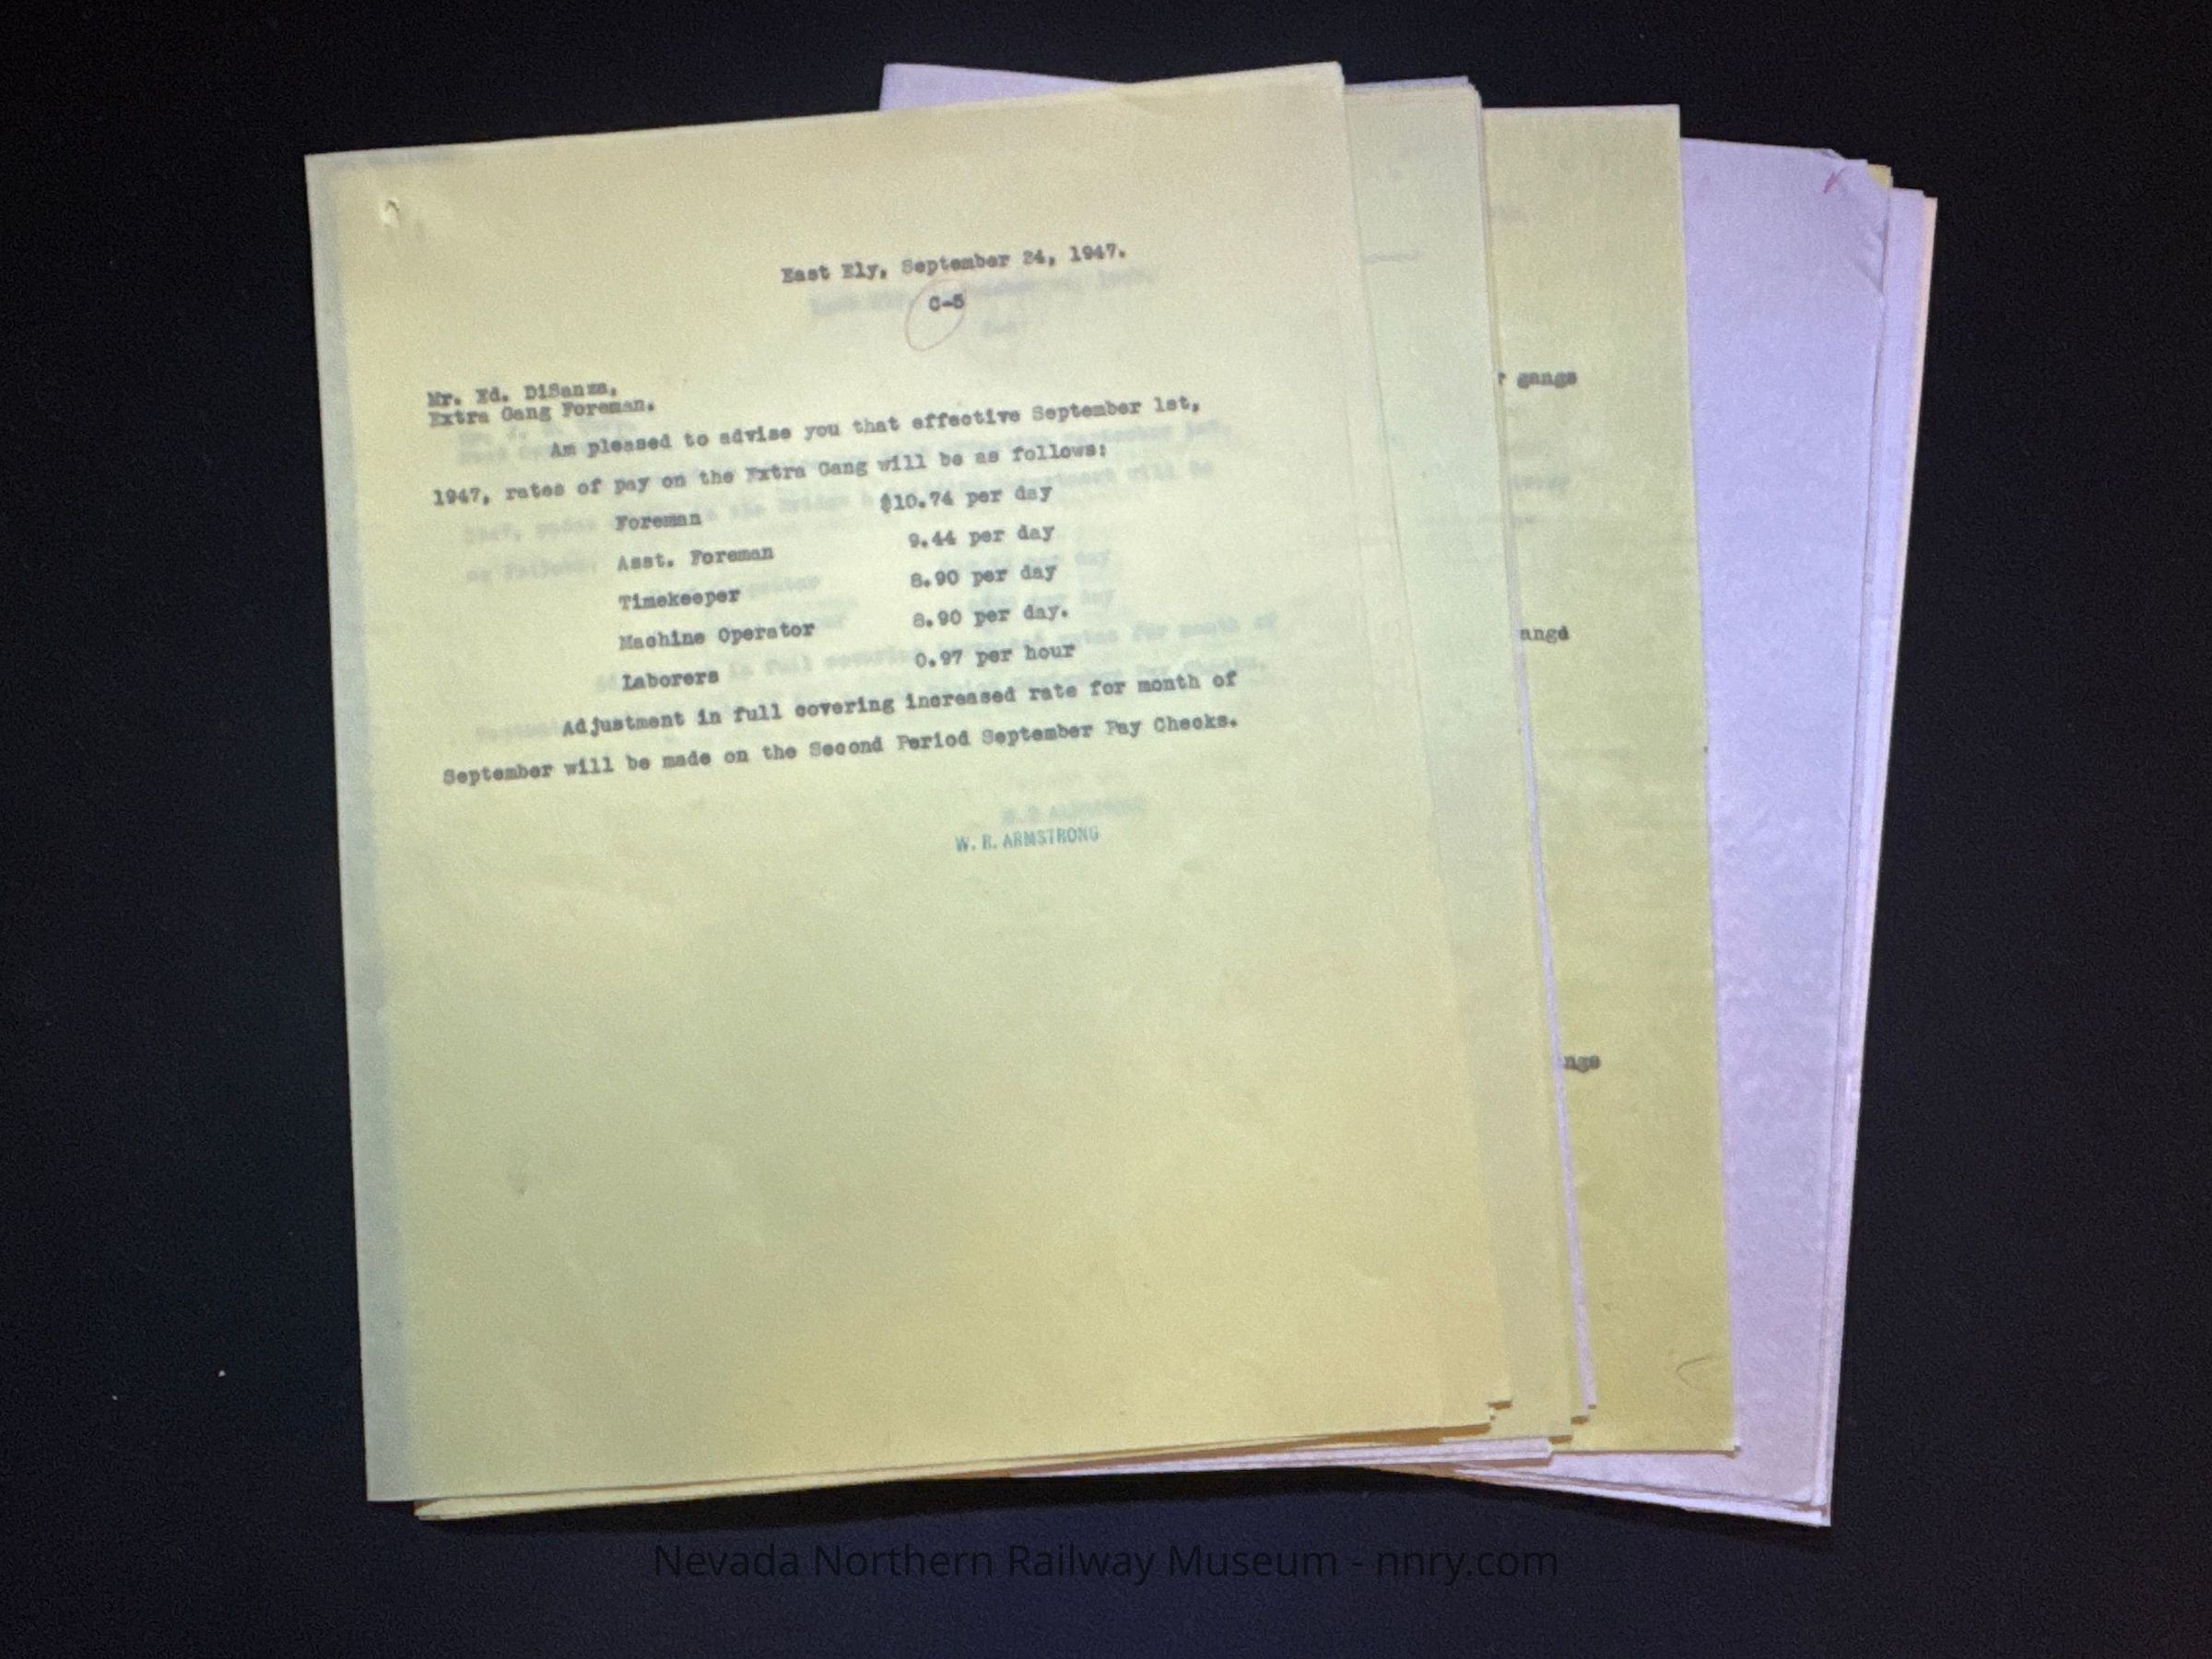 East Ely, September 24, 1947.
C-5
Mr. Ed. DiSanza,
Extra Gang Foreman.
Am pleased to advise you that effective September 1st,
1947, rates of pay on the Extra Gang will be as follows:
Foreman $10.74 per day
Asst. Foreman 9.44 per day
Timekeeper 8.90 per day
Machine Operator 8.90 per day.
Laborers 0.97 per hour
Adjustment in full covering increased rate for month of
September will be made on the Second Period September Pay Checks.
W. R. ARMSTRONG
r gangs
angd
ngs
Nevada Northern Railway Museum - nnry.com